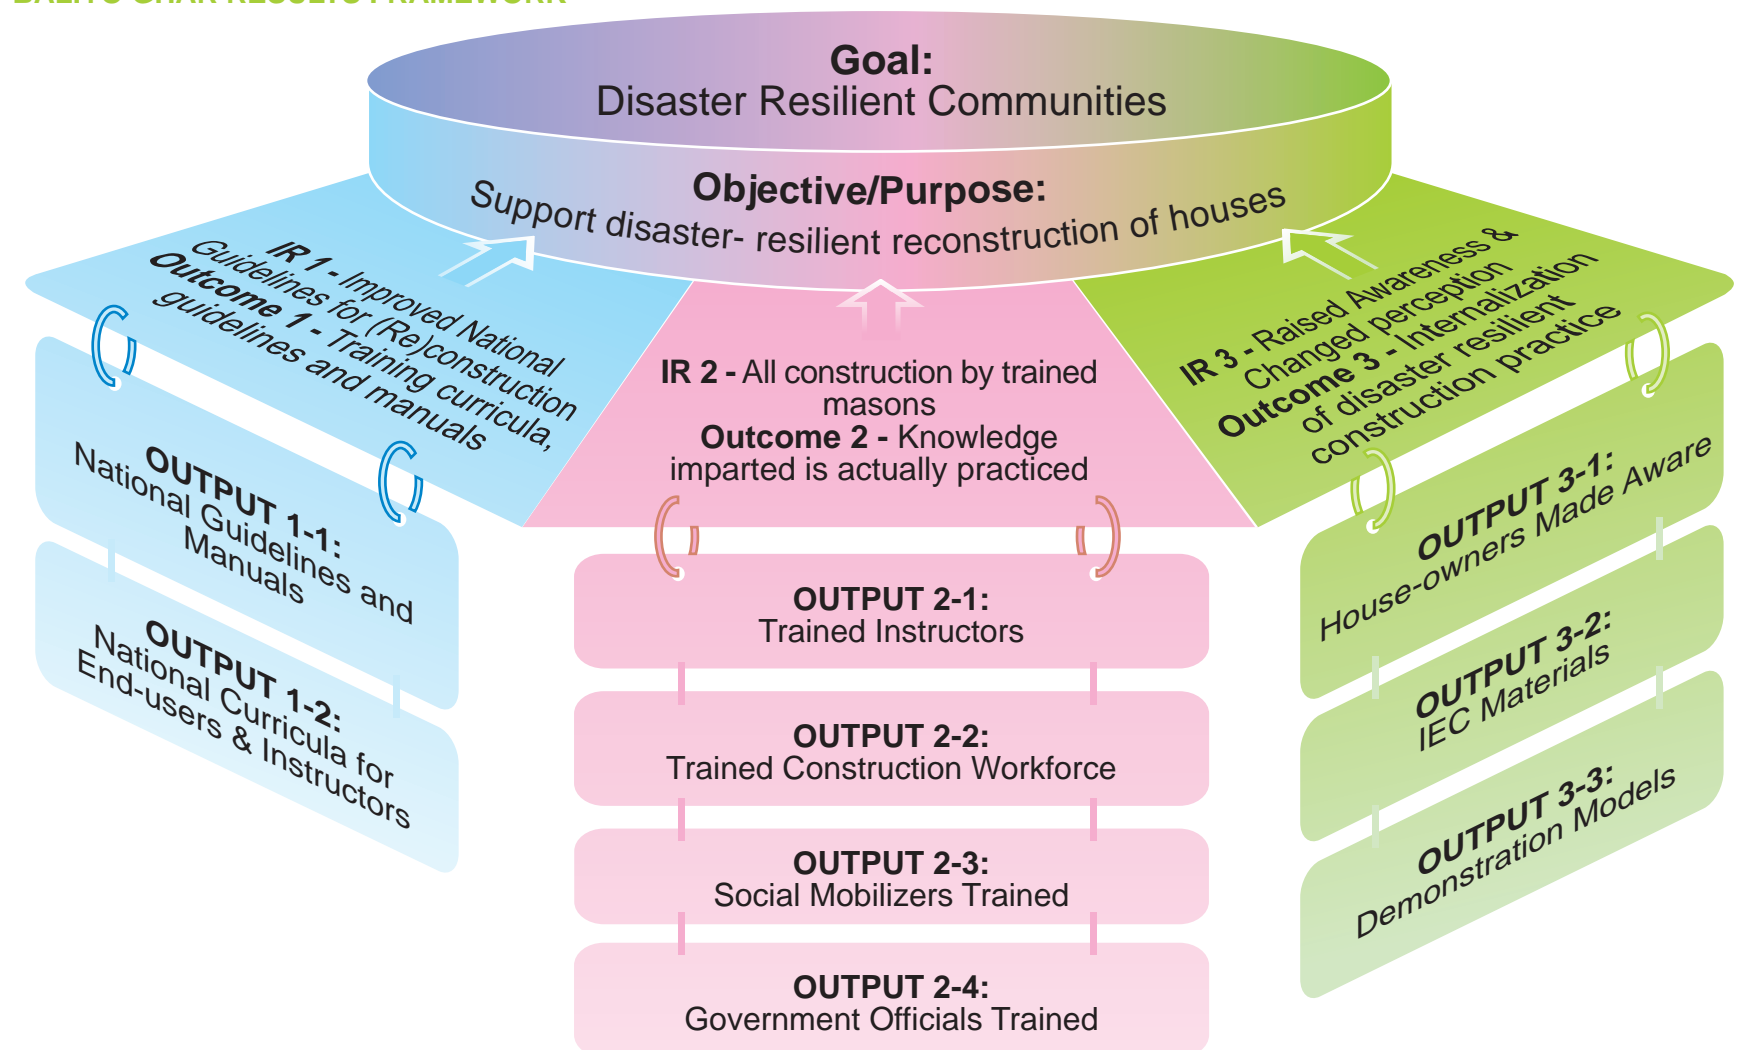 BALIYO GHAR RESULTS FRAMEWORK
Goal:
Disaster Resilient Communities
Objective/Purpose:
Support disaster- resilient reconstruction of houses
IR 1 - Improved National
Guidelines for (Re)construction
Outcome 1 - Training curricula,
guidelines and manuals
OUTPUT 1-1:
National Guidelines and
Manuals
OUTPUT 1-2:
National Curricula for
End-users & Instructors
IR 2 - All construction by trained
masons
Outcome 2 - Knowledge
imparted is actually practiced
OUTPUT 2-1:
Trained Instructors
OUTPUT 2-2:
Trained Construction Workforce
OUTPUT 2-3:
Social Mobilizers Trained
OUTPUT 2-4:
Government Officials Trained
IR 3 - Raised Awareness &
Changed perception
Outcome 3 - Internalization
of disaster resilient
construction practice
OUTPUT 3-1:
House-owners Made Aware
OUTPUT 3-2:
IEC Materials
OUTPUT 3-3:
Demonstration Models